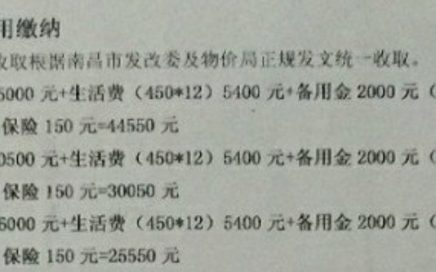 用缴纳
收取根据南昌市发改委及物价局正规发文统一收取。
5000 元+生活费（450*12）5400 元+备用金 2000 元（
保险 150 元=44550 元
0500 元+生活费（450*12）5400 元+备用金 2000 元（
保险 150 元=30050 元
6000 元+生活费（450*12）5400 元+备用金 2000 元（
保险 150 元=25550 元